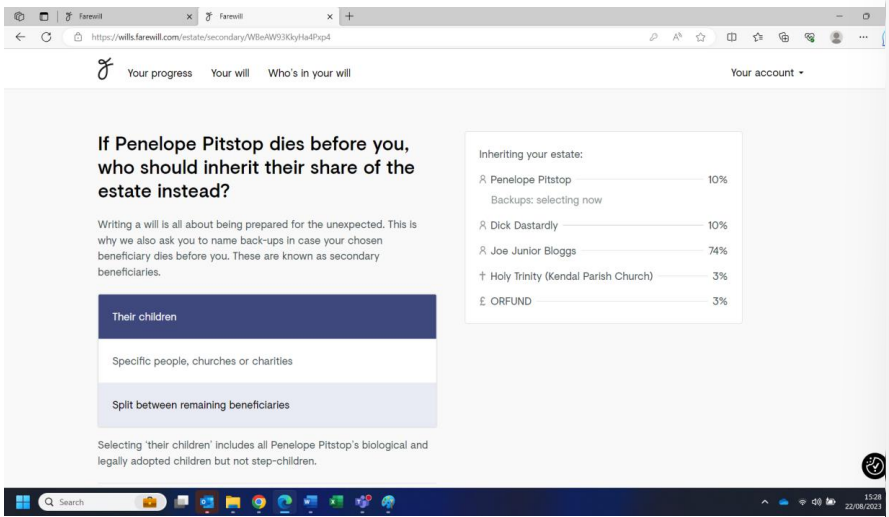 Farewill
Farewill
https://wills.farewill.com/estate/secondary/WBeAW93KkyHa4Pxp4
Your progress Your will Who's in your will Your account
If Penelope Pitstop dies before you,
who should inherit their share of the
estate instead?
Writing a will is all about being prepared for the unexpected. This is
why we also ask you to name back-ups in case your chosen
beneficiary dies before you. These are known as secondary
beneficiaries.
Their children
Specific people, churches or charities
Split between remaining beneficiaries
Selecting 'their children' includes all Penelope Pitstop's biological and
legally adopted children but not step-children.
Inheriting your estate:
Penelope Pitstop 10%
Backups: selecting now
Dick Dastardly 10%
Joe Junior Bloggs 74%
Holy Trinity (Kendal Parish Church) 3%
£ ORFUND 3%
Search
15:28
22/08/2023